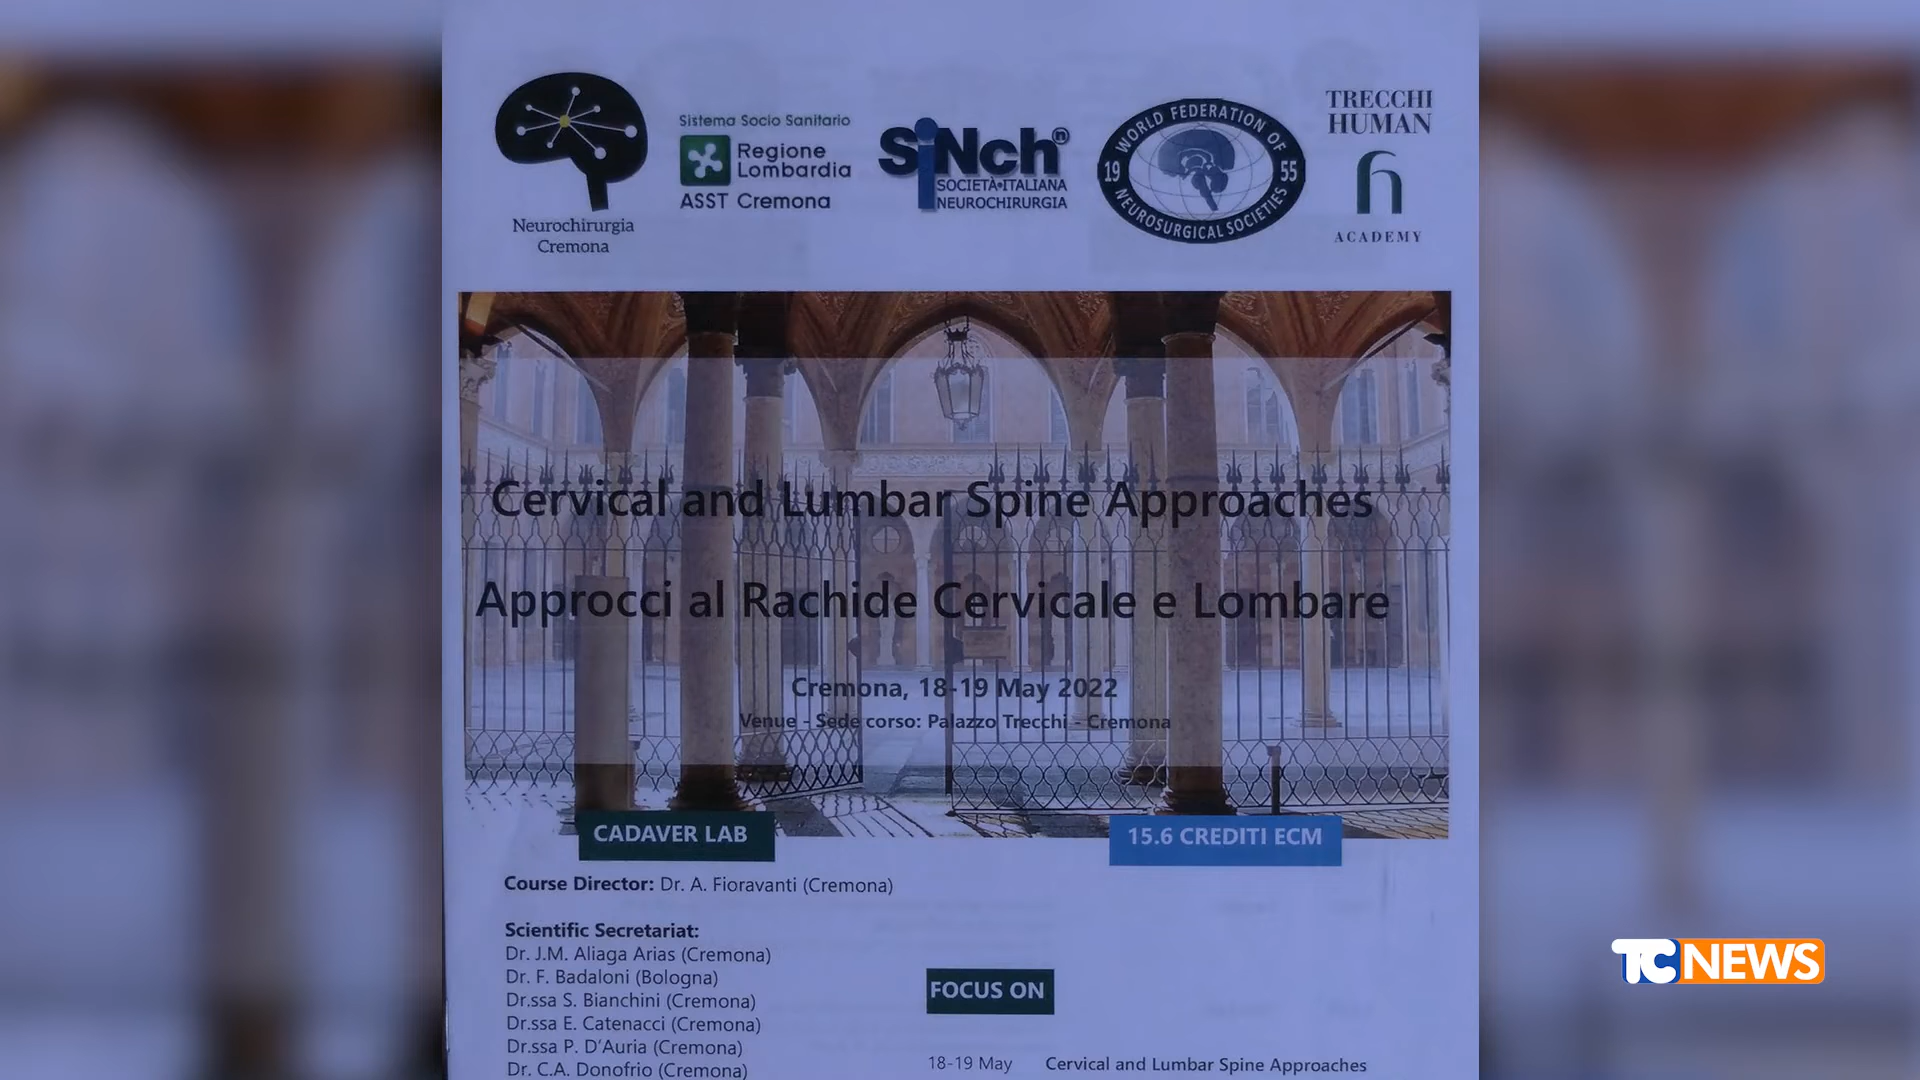 Neurochirurgia
Cremona
Sistema Socio Sanitario
Regione
Lombardia
ASST Cremona
SiNch
SOCIETÀ•ITALIANA
NEUROCHIRURGIA
WORLD FEDERATION OF
19 55
NEUROSURGICAL SOCIETIES
TRECCHI
HUMAN
ACADEMY
Cervical and Lumbar Spine Approaches
Approcci al Rachide Cervicale e Lombare
Cremona, 18-19 May 2022
Venue - Sede corso: Palazzo Trecchi - Cremona
CADAVER LAB
15.6 CREDITI ECM
Course Director: Dr. A. Fioravanti (Cremona)
Scientific Secretariat:
Dr. J.M. Aliaga Arias (Cremona)
Dr. F. Badaloni (Bologna)
Dr.ssa S. Bianchini (Cremona)
Dr.ssa E. Catenacci (Cremona)
Dr.ssa P. D'Auria (Cremona)
Dr. C.A. Donofrio (Cremona)
FOCUS ON
18-19 May Cervical and Lumbar Spine Approaches
TC NEWS